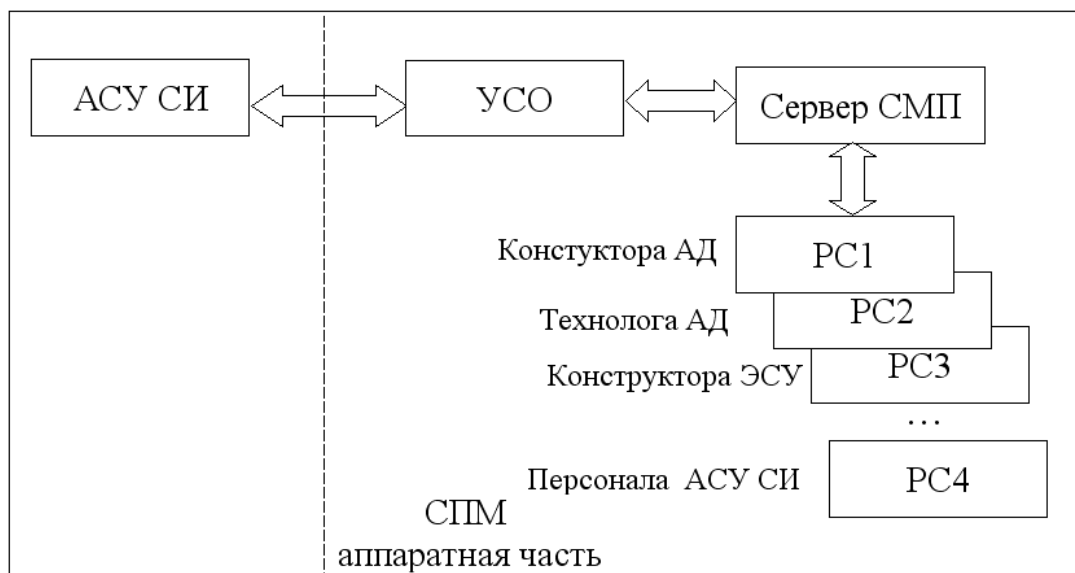 АСУ СИ
УСО
Сервер СМП
Констуктора АД
РС1
Технолога АД
РС2
Конструктора ЭСУ
РС3
...
Персонала АСУ СИ
РС4
СПМ
аппаратная часть